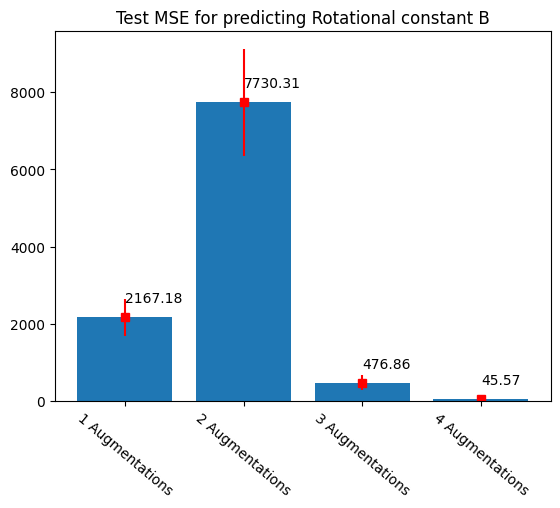 Test MSE for predicting Rotational constant B
8000
6000
4000
2000
0
7730.31
2167.18
476.86
45.57
1 Augmentations
2 Augmentations
3 Augmentations
4 Augmentations